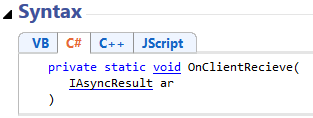 Syntax
VB C# C++ JScript
private static void OnClientRecieve(
IAsyncResult ar
)